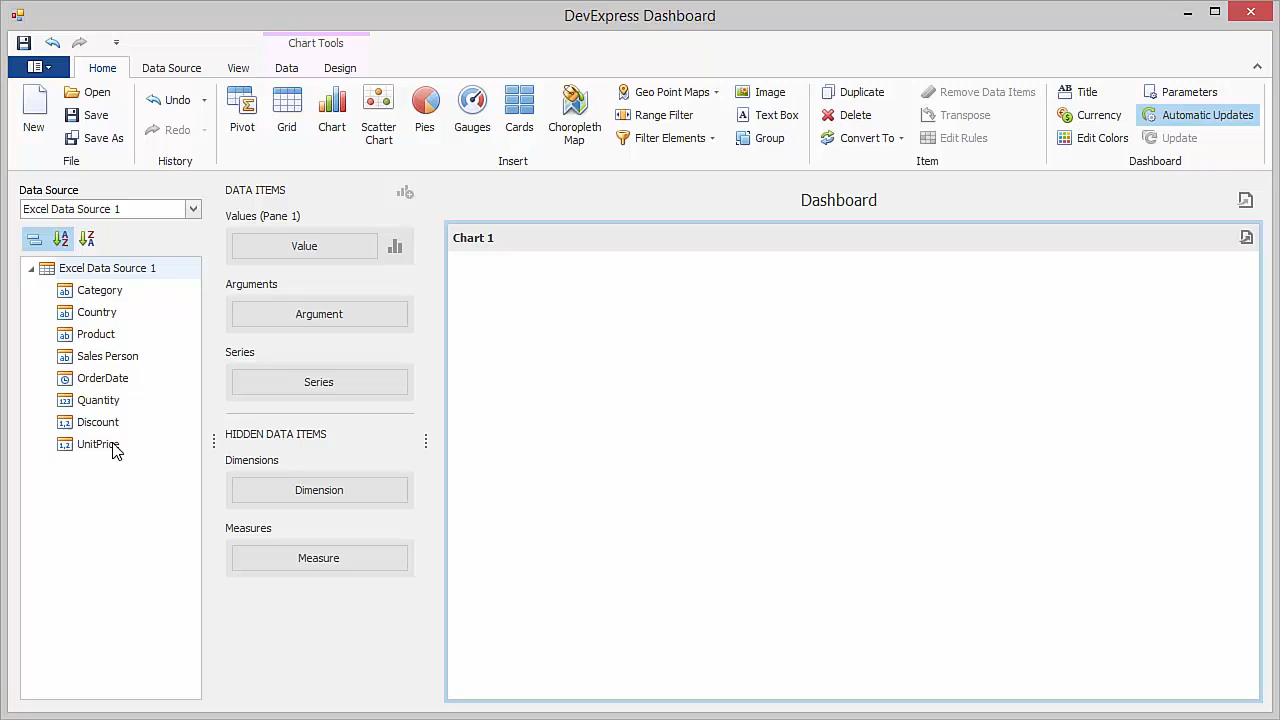 DevExpress Dashboard
Chart Tools
Home
Data Source
View
Data
Design
New
Open
Save
Save As
File
Undo
Redo
History
Pivot
Grid
Chart
Scatter
Chart
Pies
Gauges
Cards
Choropleth
Map
Geo Point Maps
Range Filter
Filter Elements
Image
Text Box
Group
Insert
Duplicate
Delete
Convert To
Remove Data Items
Transpose
Edit Rules
Item
Title
Currency
Edit Colors
Parameters
Automatic Updates
Update
Dashboard
Data Source
Excel Data Source 1
Excel Data Source 1
Category
Country
Product
Sales Person
OrderDate
Quantity
Discount
UnitPrice
DATA ITEMS
Values (Pane 1)
Value
Arguments
Argument
Series
Series
HIDDEN DATA ITEMS
Dimensions
Dimension
Measures
Measure
Dashboard
Chart 1